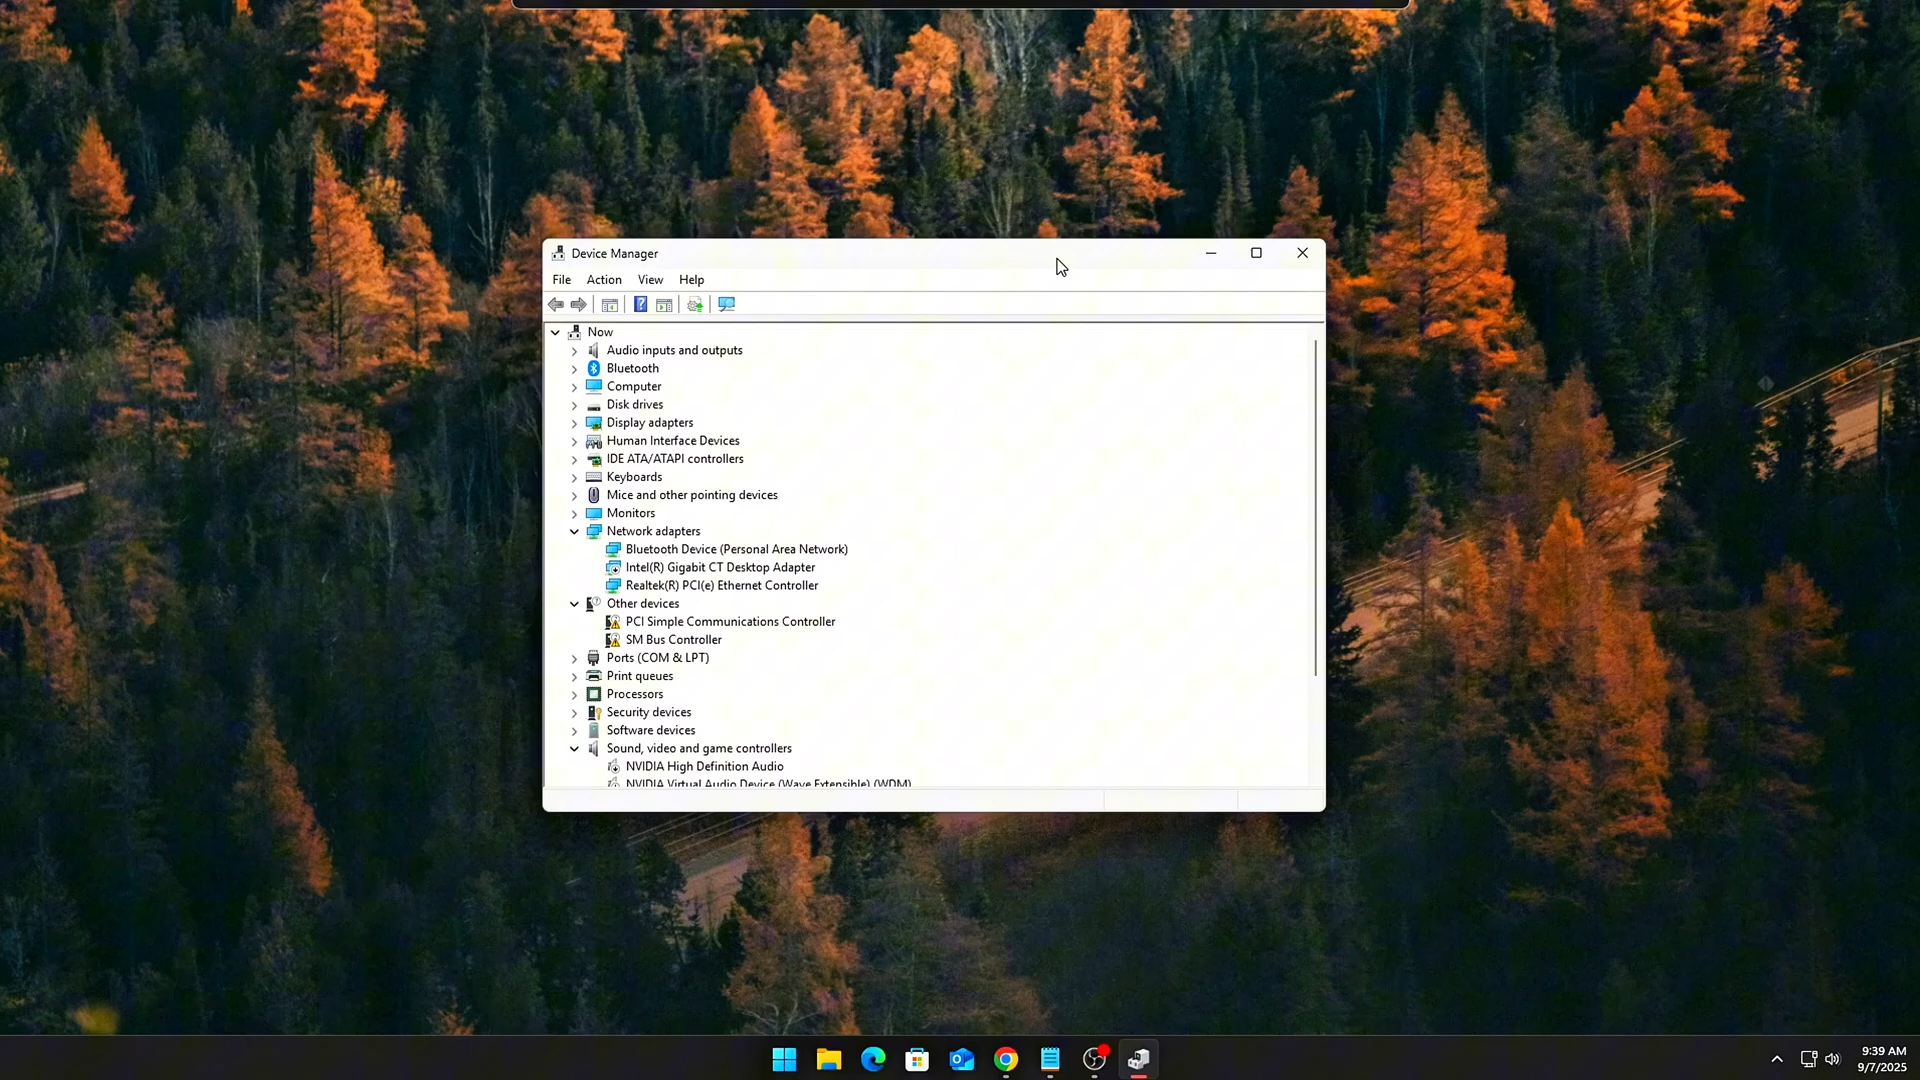 Device Manager
File Action View Help
Now
Audio inputs and outputs
Bluetooth
Computer
Disk drives
Display adapters
Human Interface Devices
IDE ATA/ATAPI controllers
Keyboards
Mice and other pointing devices
Monitors
Network adapters
Bluetooth Device (Personal Area Network)
Intel(R) Gigabit CT Desktop Adapter
Realtek(R) PCI(e) Ethernet Controller
Other devices
PCI Simple Communications Controller
SM Bus Controller
Ports (COM & LPT)
Print queues
Processors
Security devices
Software devices
Sound, video and game controllers
NVIDIA High Definition Audio
NVIDIA Virtual Audio Device (Wave Extensible) (WDM)
9:39 AM
9/7/2025